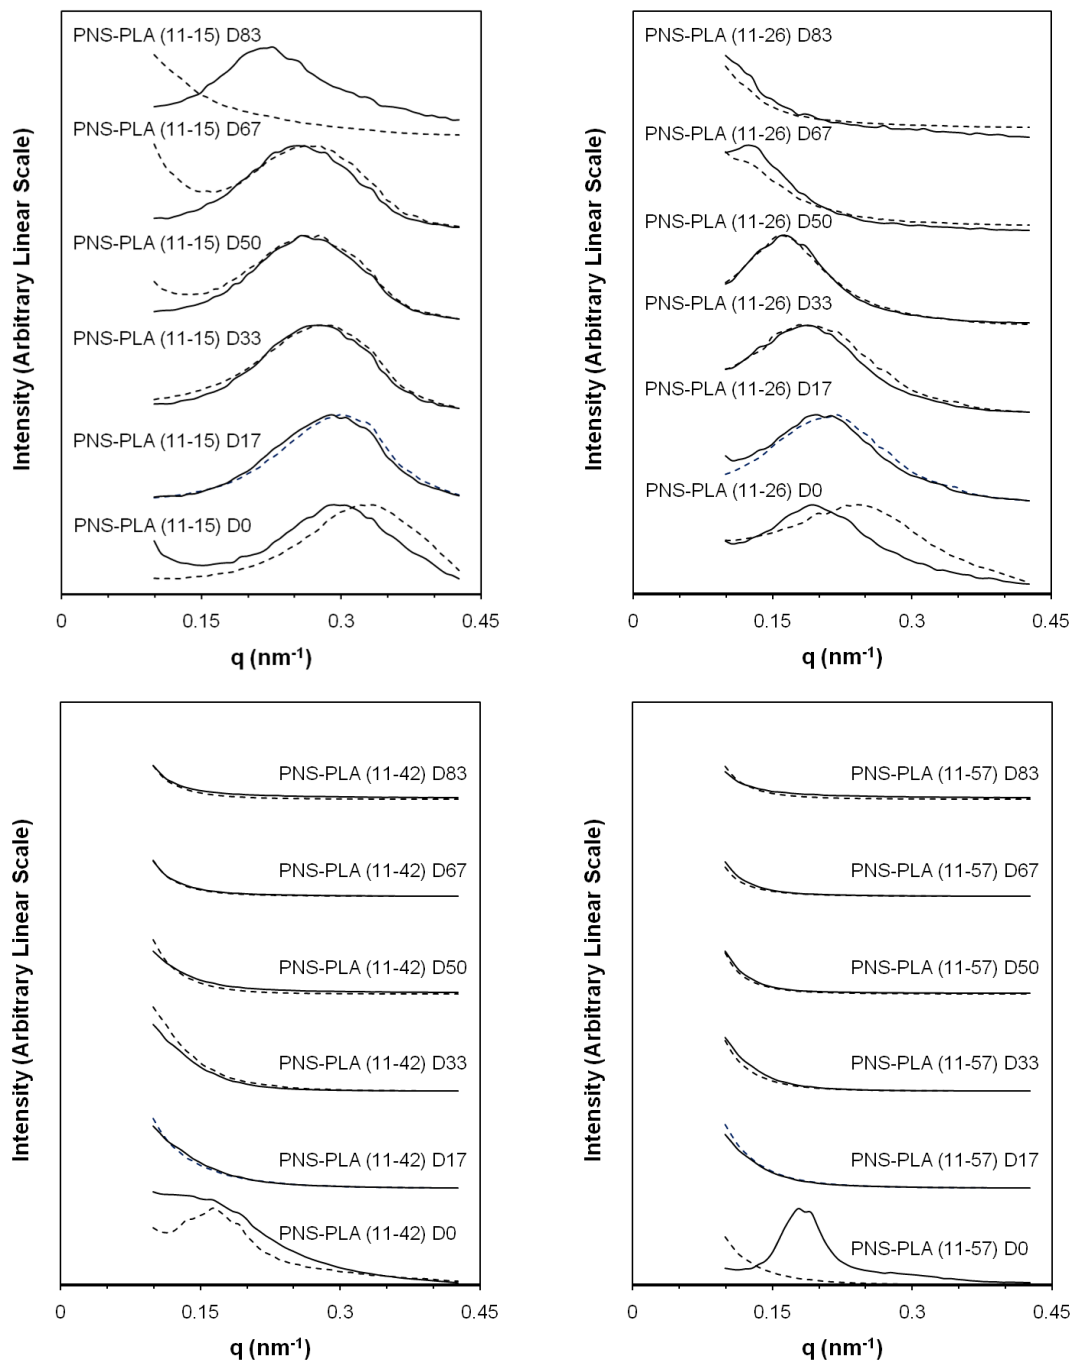 Intensity (Arbitrary Linear Scale)
PNS-PLA (11-15) D83
PNS-PLA (11-15) D67
PNS-PLA (11-15) D50
PNS-PLA (11-15) D33
PNS-PLA (11-15) D17
PNS-PLA (11-15) D0
0 0.15 0.3 0.45
q (nm⁻¹)
Intensity (Arbitrary Linear Scale)
PNS-PLA (11-26) D83
PNS-PLA (11-26) D67
PNS-PLA (11-26) D50
PNS-PLA (11-26) D33
PNS-PLA (11-26) D17
PNS-PLA (11-26) D0
0 0.15 0.3 0.45
q (nm⁻¹)
Intensity (Arbitrary Linear Scale)
PNS-PLA (11-42) D83
PNS-PLA (11-42) D67
PNS-PLA (11-42) D50
PNS-PLA (11-42) D33
PNS-PLA (11-42) D17
PNS-PLA (11-42) D0
0 0.15 0.3 0.45
q (nm⁻¹)
Intensity (Arbitrary Linear Scale)
PNS-PLA (11-57) D83
PNS-PLA (11-57) D67
PNS-PLA (11-57) D50
PNS-PLA (11-57) D33
PNS-PLA (11-57) D17
PNS-PLA (11-57) D0
0 0.15 0.3 0.45
q (nm⁻¹)